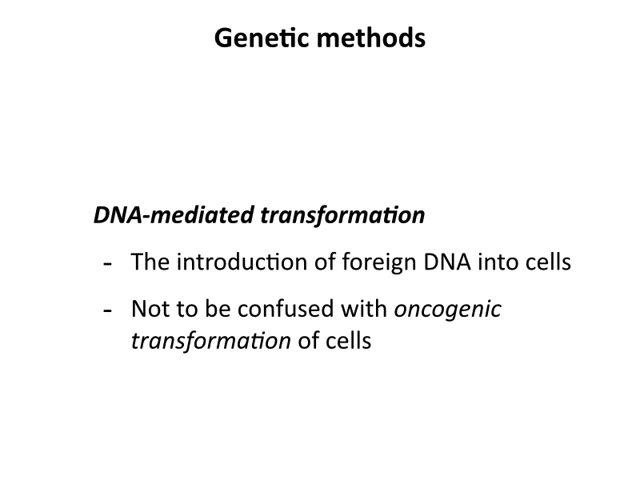 Genetic methods
DNA-mediated transformation
- The introduction of foreign DNA into cells
- Not to be confused with oncogenic
transformation of cells